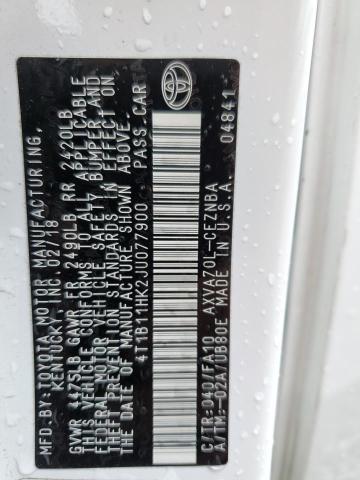 MFD. BY: TOYOTA MOTOR MANUFACTURING,
KENTUCKY, INC. 02/18
GVWR 4475LB GAWR FR 2490LB RR 2420LB
THIS VEHICLE CONFORMS TO ALL APPLICABLE
FEDERAL MOTOR VEHICLE SAFETY, BUMPER, AND
THEFT PREVENTION STANDARDS IN EFFECT ON
THE DATE OF MANUFACTURE SHOWN ABOVE.
4T1B11HK2JU077900 PASS. CAR
C/TR: 040/FA10 AXVA70L-CEZNBA
A/TM: -02A/UB80E MADE IN U.S.A. 04841